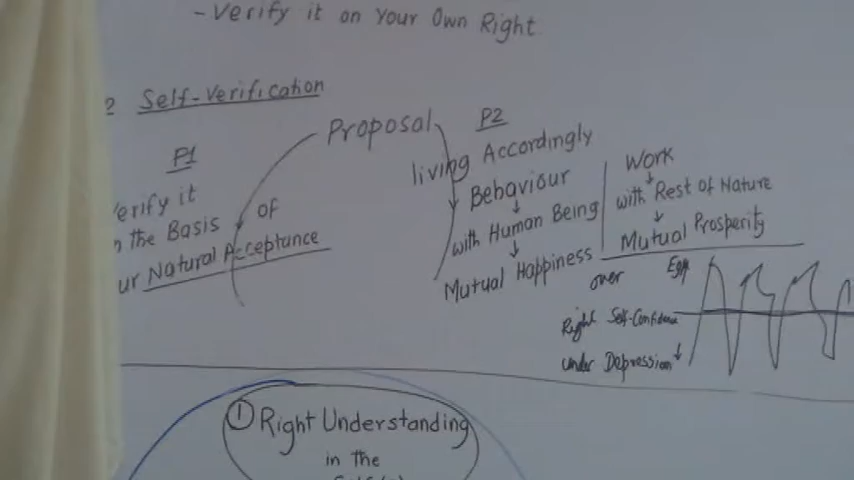 -Verify it on Your Own Right
2 Self-Verification
Proposal
P1
erify it
n the Basis of
ur Natural Acceptance
P2
living Accordingly
Behaviour
with Human Being
Mutual Happiness
Work
with Rest of Nature
Mutual Prosperity
over Ego
Right Self-Confidence
under Depression
1 Right Understanding
in the